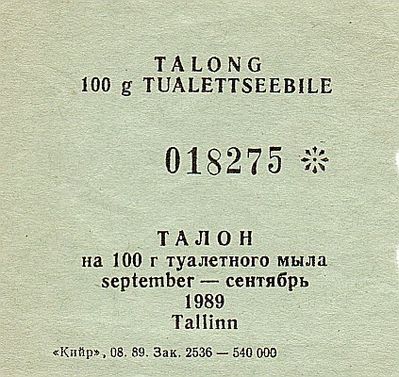 TALONG
100 g TUALETTSEEBILE
018275 ※
ТАЛОН
на 100 г туалетного мыла
september — сентябрь
1989
Tallinn
«Кийр», 08. 89. Зак. 2536 — 540 000